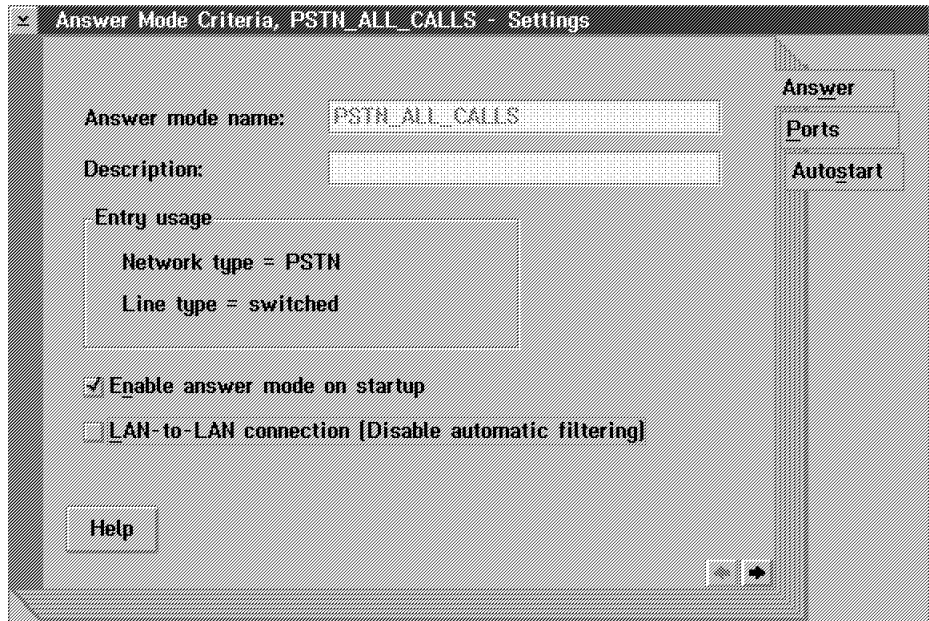 Answer Mode Criteria, PSTN_ALL_CALLS - Settings
Answer
Ports
Autostart
Answer mode name: PSTN_ALL_CALLS
Description:
Entry usage
Network type = PSTN
Line type = switched
Enable answer mode on startup
LAN-to-LAN connection (Disable automatic filtering)
Help